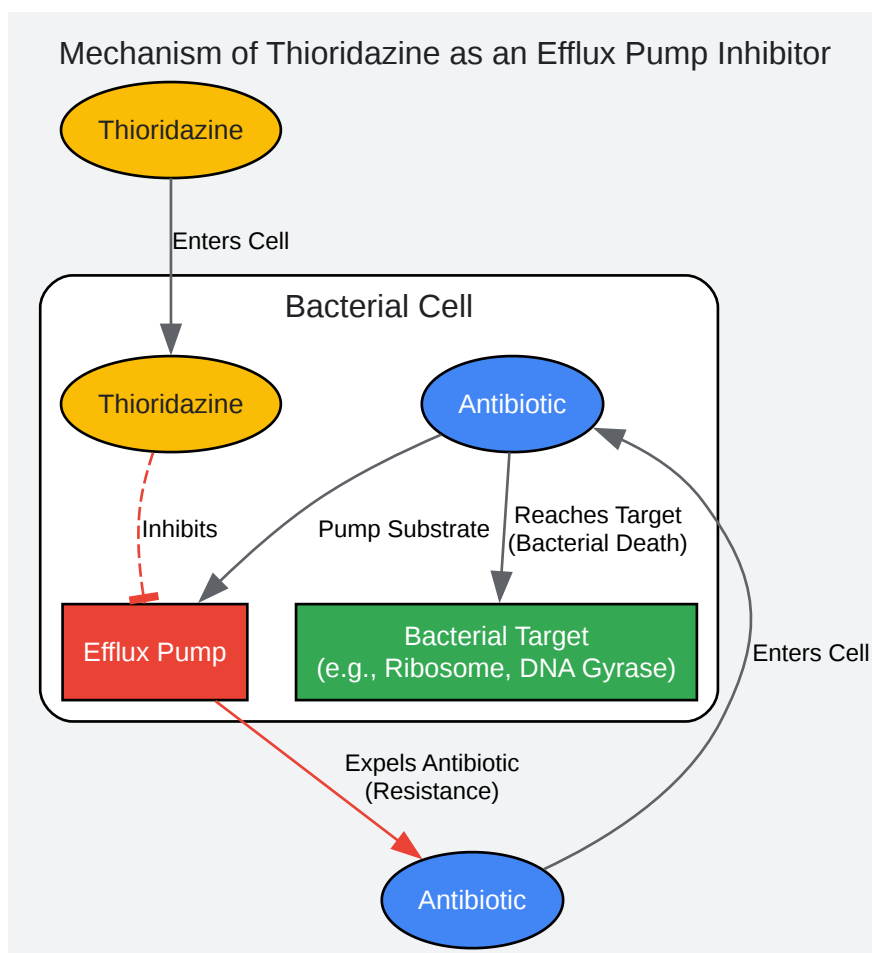 Mechanism of Thioridazine as an Efflux Pump Inhibitor
Thioridazine
Enters Cell
Bacterial Cell
Thioridazine
Antibiotic
Inhibits
Pump Substrate
Reaches Target
(Bacterial Death)
Efflux Pump
Bacterial Target
(e.g., Ribosome, DNA Gyrase)
Enters Cell
Expels Antibiotic
(Resistance)
Antibiotic